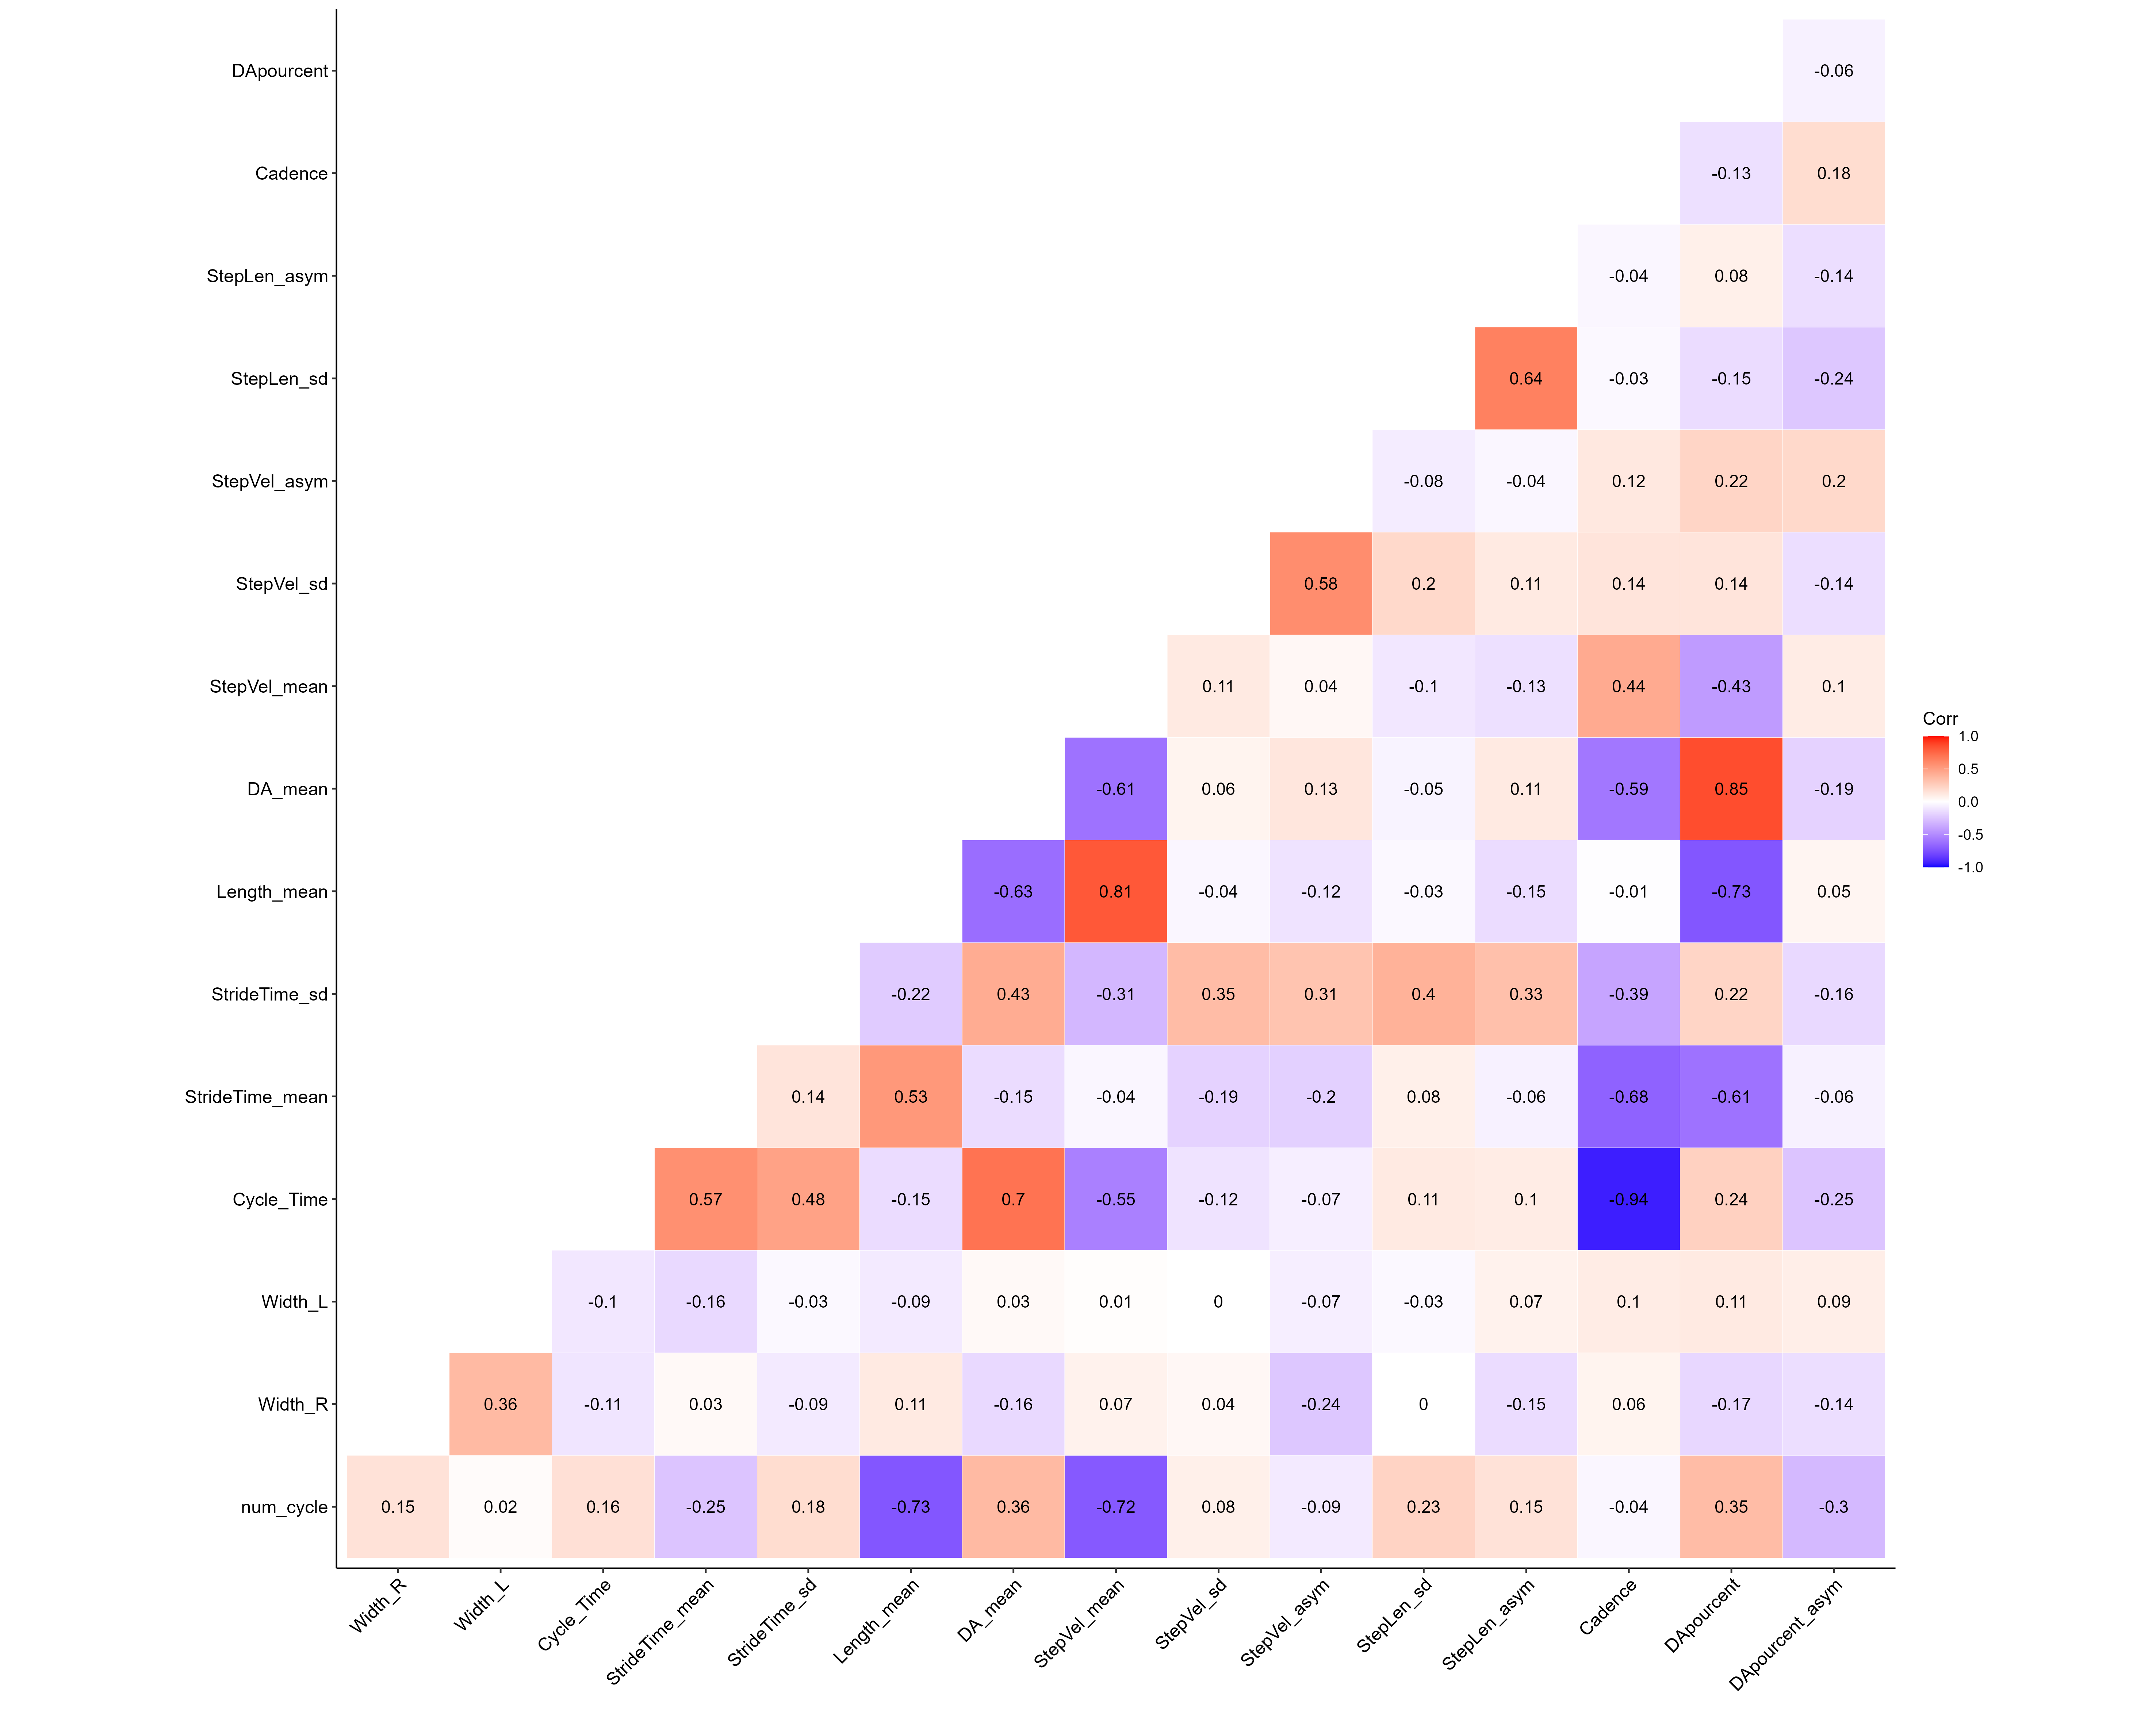 DApourcent -0.06
Cadence -0.13 0.18
StepLen_asym -0.04 0.08 -0.14
StepLen_sd 0.64 -0.03 -0.15 -0.24
StepVel_asym -0.08 -0.04 0.12 0.22 0.2
StepVel_sd 0.58 0.2 0.11 0.14 0.14 -0.14
StepVel_mean 0.11 0.04 -0.1 -0.13 0.44 -0.43 0.1
Corr
1.0
0.5
0.0
-0.5
-1.0
DA_mean -0.61 0.06 0.13 -0.05 0.11 -0.59 0.85 -0.19
Length_mean -0.63 0.81 -0.04 -0.12 -0.03 -0.15 -0.01 -0.73 0.05
StrideTime_sd -0.22 0.43 -0.31 0.35 0.31 0.4 0.33 -0.39 0.22 -0.16
StrideTime_mean 0.14 0.53 -0.15 -0.04 -0.19 -0.2 0.08 -0.06 -0.68 -0.61 -0.06
Cycle_Time 0.57 0.48 -0.15 0.7 -0.55 -0.12 -0.07 0.11 0.1 -0.94 0.24 -0.25
Width_L -0.1 -0.16 -0.03 -0.09 0.03 0.01 0 -0.07 -0.03 0.07 0.1 0.11 0.09
Width_R 0.36 -0.11 0.03 -0.09 0.11 -0.16 0.07 0.04 -0.24 0 -0.15 0.06 -0.17 -0.14
num_cycle 0.15 0.02 0.16 -0.25 0.18 -0.73 0.36 -0.72 0.08 -0.09 0.23 0.15 -0.04 0.35 -0.3
Width_R Width_L Cycle_Time StrideTime_mean StrideTime_sd Length_mean DA_mean StepVel_mean StepVel_sd StepVel_asym StepLen_sd StepLen_asym Cadence DApourcent DApourcent_asym